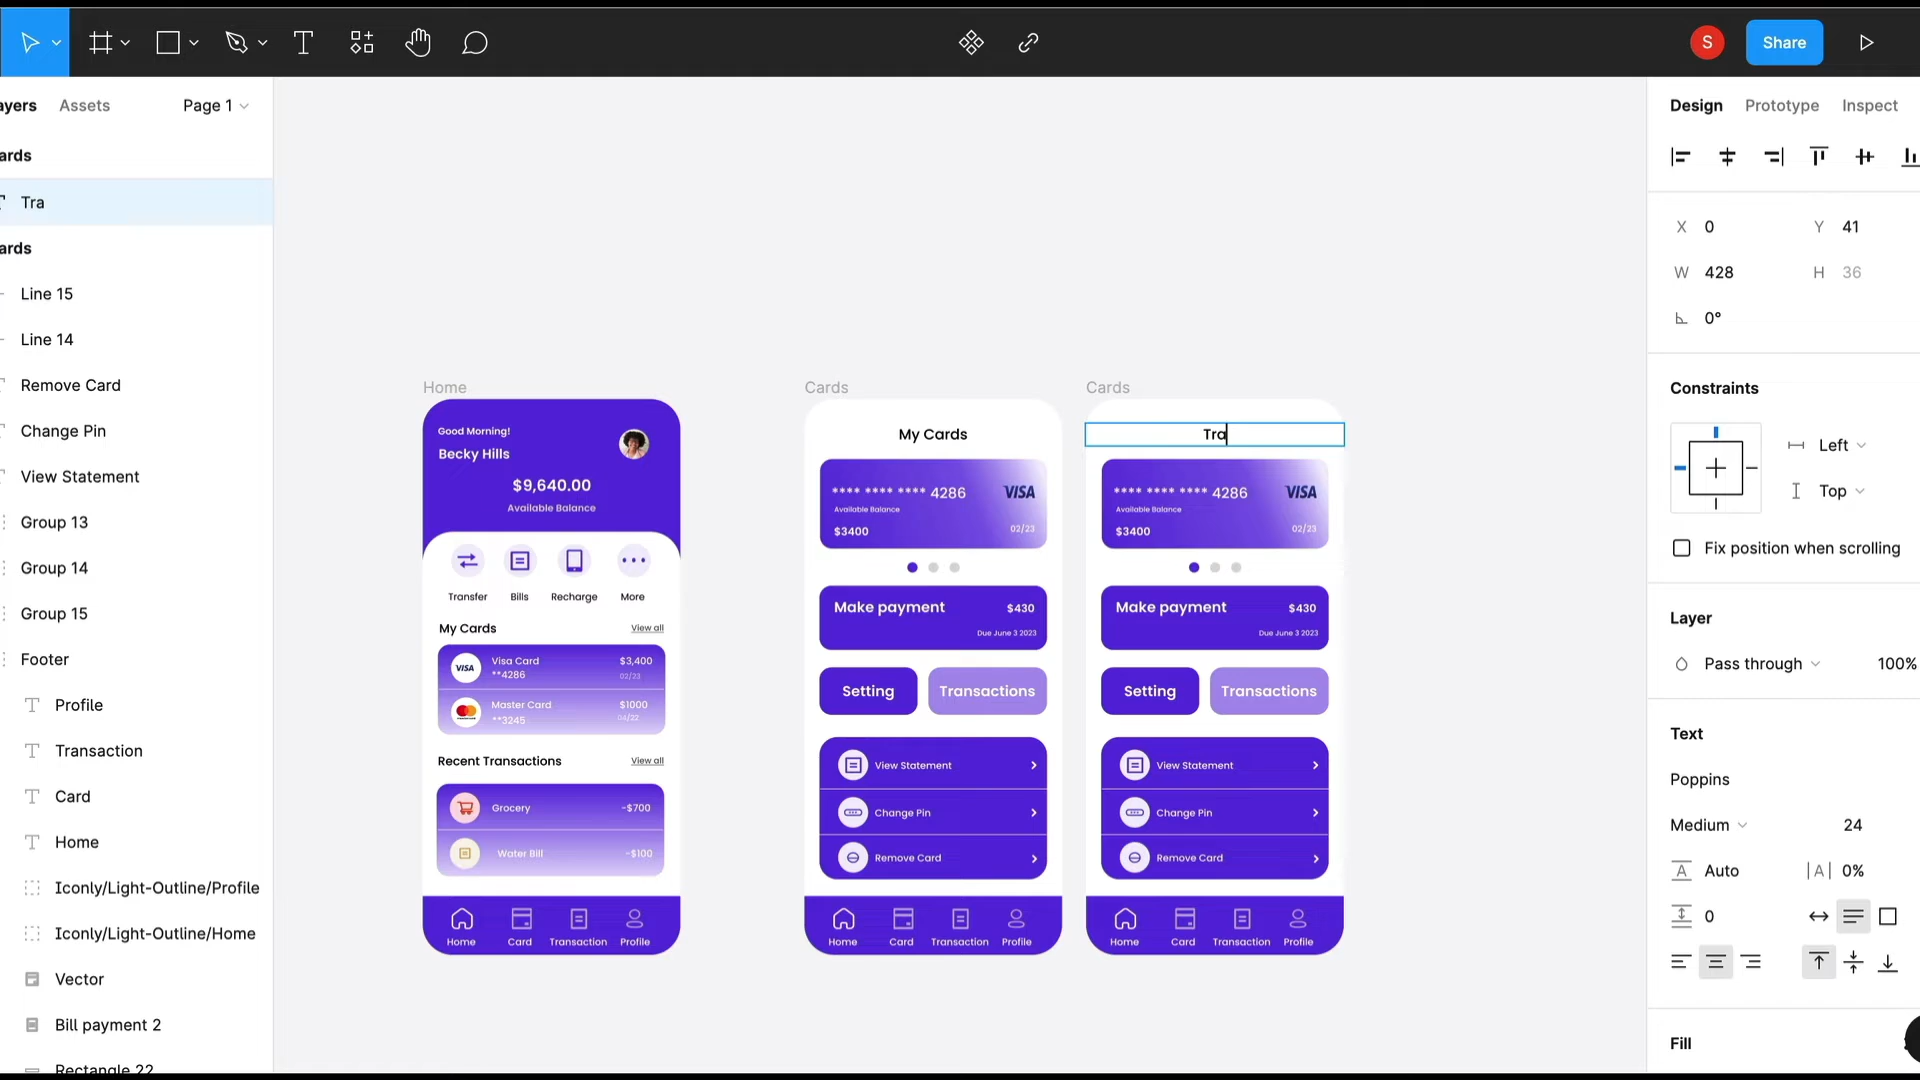 S
Share
ayers
Assets
Page 1
ards
Tra
ards
Line 15
Line 14
Remove Card
Change Pin
View Statement
Group 13
Group 14
Group 15
Footer
Profile
Transaction
Card
Home
Iconly/Light-Outline/Profile
Iconly/Light-Outline/Home
Vector
Bill payment 2
Rectangle 22
Home
Good Morning!
Becky Hills
$9,640.00
Available Balance
Transfer Bills Recharge More
My Cards View all
VISA
Visa Card $3,400
**4286 02/23
Master Card $1000
**3245 04/22
Recent Transactions View all
Grocery -$700
Water Bill -$100
Home Card Transaction Profile
Cards
My Cards
**** **** **** 4286 VISA
Available Balance
$3400 02/23
Make payment $430
Due June 3 2023
Setting Transactions
View Statement
Change Pin
Remove Card
Home Card Transaction Profile
Cards
Tra
**** **** **** 4286 VISA
Available Balance
$3400 02/23
Make payment $430
Due June 3 2023
Setting Transactions
View Statement
Change Pin
Remove Card
Home Card Transaction Profile
Design Prototype Inspect
X 0 Y 41
W 428 H 36
0°
Constraints
Left
Top
Fix position when scrolling
Layer
Pass through 100%
Text
Poppins
Medium 24
A Auto |A| 0%
0
Fill